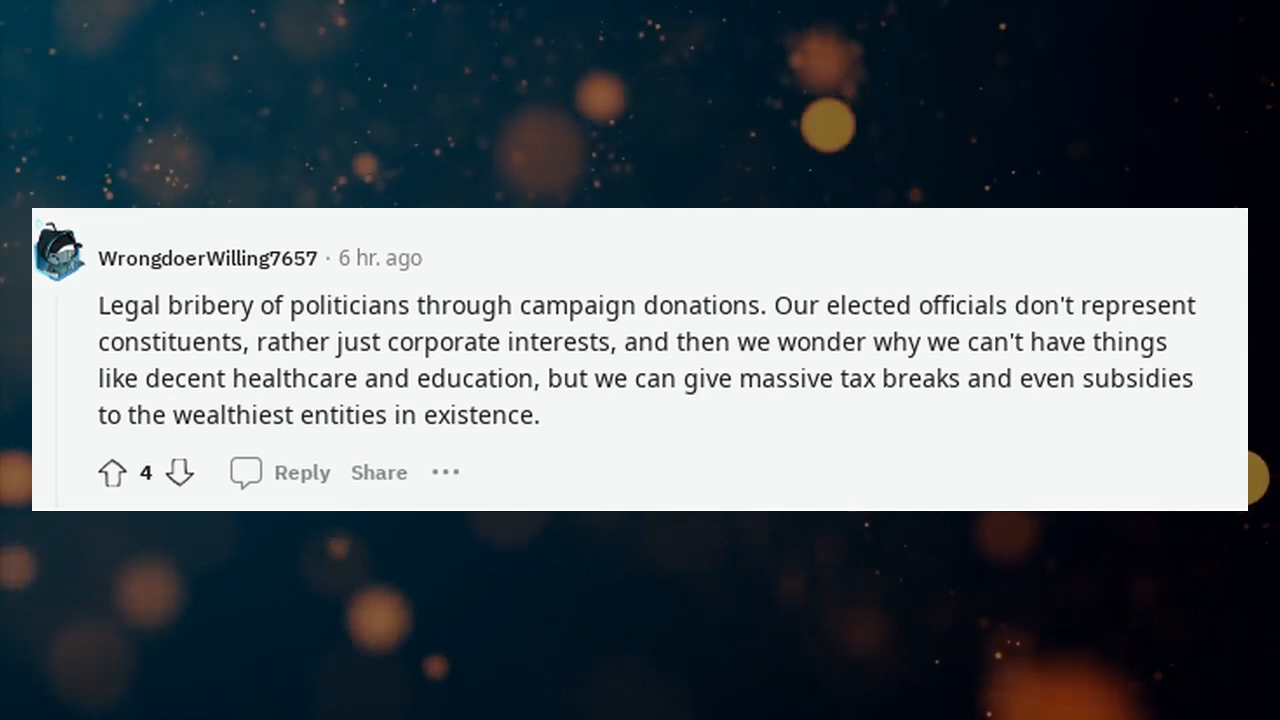 WrongdoerWilling7657 · 6 hr. ago
Legal bribery of politicians through campaign donations. Our elected officials don't represent
constituents, rather just corporate interests, and then we wonder why we can't have things
like decent healthcare and education, but we can give massive tax breaks and even subsidies
to the wealthiest entities in existence.
4 Reply Share ···